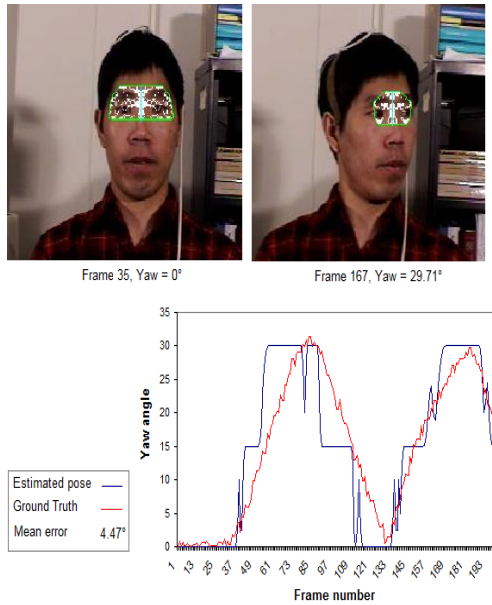 Frame 35, Yaw = 0°
Frame 167, Yaw = 29.71°
35
30
25
20
15
10
5
0
Yaw angle
1 13 25 37 49 61 73 85 97 109 121 133 145 157 169 181 193
Frame number
Estimated pose
Ground Truth
Mean error 4.47°